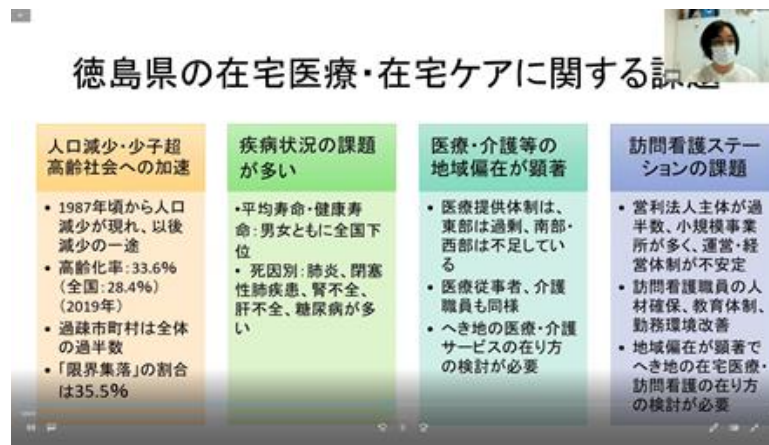 徳島県の在宅医療・在宅ケアに関する課題
人口減少・少子超
高齢社会への加速
• 1987年頃から人口
減少が現れ、以後
減少の一途
• 高齢化率:33.6%
(全国:28.4%)
(2019年)
• 過疎市町村は全体
の過半数
• 「限界集落」の割合
は35.5%
疾病状況の課題
が多い
•平均寿命・健康寿
命:男女ともに全国下
位
• 死因別:肺炎、閉塞
性肺疾患、腎不全、
肝不全、糖尿病が多
い
医療・介護等の
地域偏在が顕著
• 医療提供体制は、
東部は過剰、南部・
西部は不足してい
る
• 医療従事者、介護
職員も同様
• へき地の医療・介護
サービスの在り方
の検討が必要
訪問看護ステー
ションの課題
• 営利法人主体が過
半数、小規模事業
所が多く、運営・経
営体制が不安定
• 訪問看護職員の人
材確保、教育体制、
勤務環境改善
• 地域偏在が顕著で
へき地の在宅医療・
訪問看護の在り方
の検討が必要